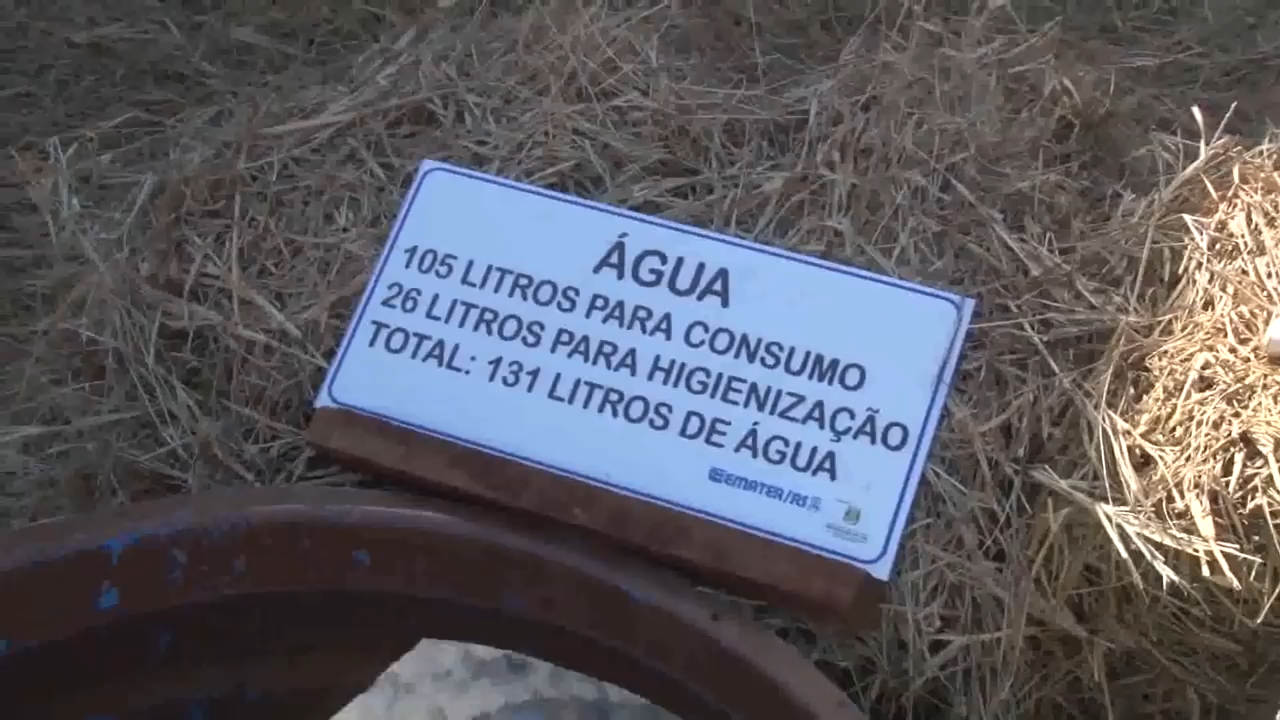 ÁGUA
105 LITROS PARA CONSUMO
26 LITROS PARA HIGIENIZAÇÃO
TOTAL: 131 LITROS DE ÁGUA
EMATER/RS